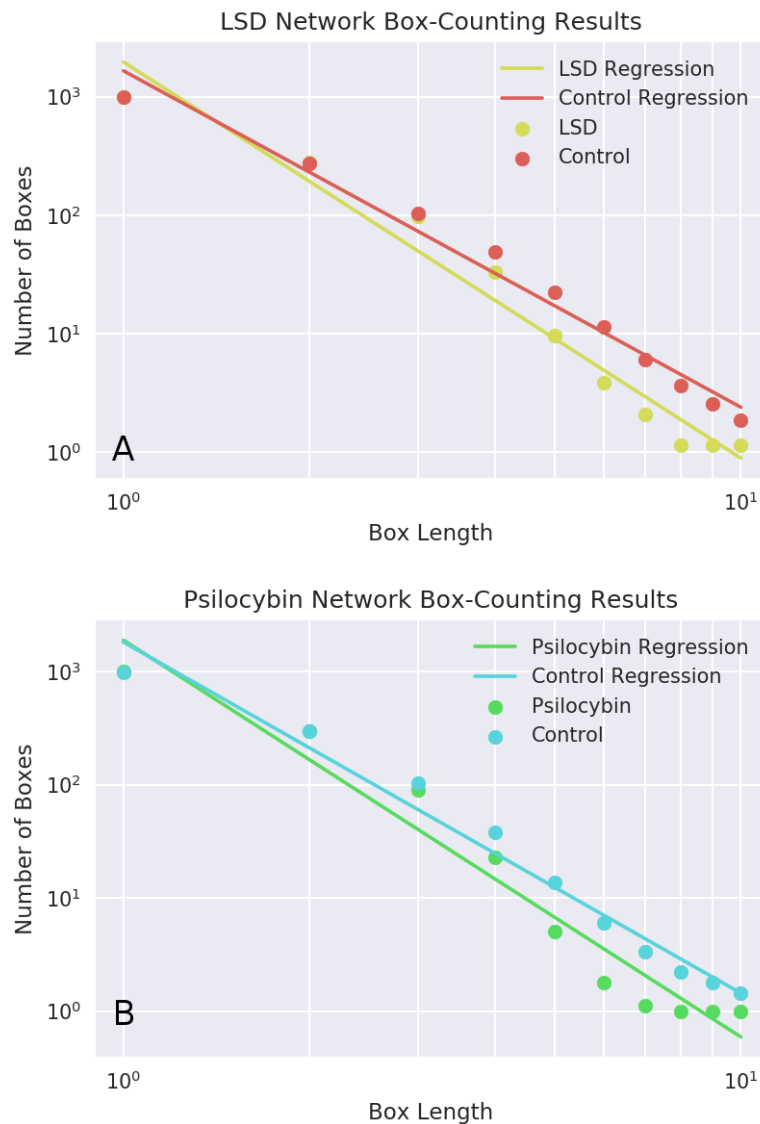 LSD Network Box-Counting Results
LSD Regression
Control Regression
LSD
Control
10³
10²
10¹
10⁰
Number of Boxes
A
10⁰
10¹
Box Length
Psilocybin Network Box-Counting Results
Psilocybin Regression
Control Regression
Psilocybin
Control
10³
10²
10¹
10⁰
Number of Boxes
B
10⁰
10¹
Box Length